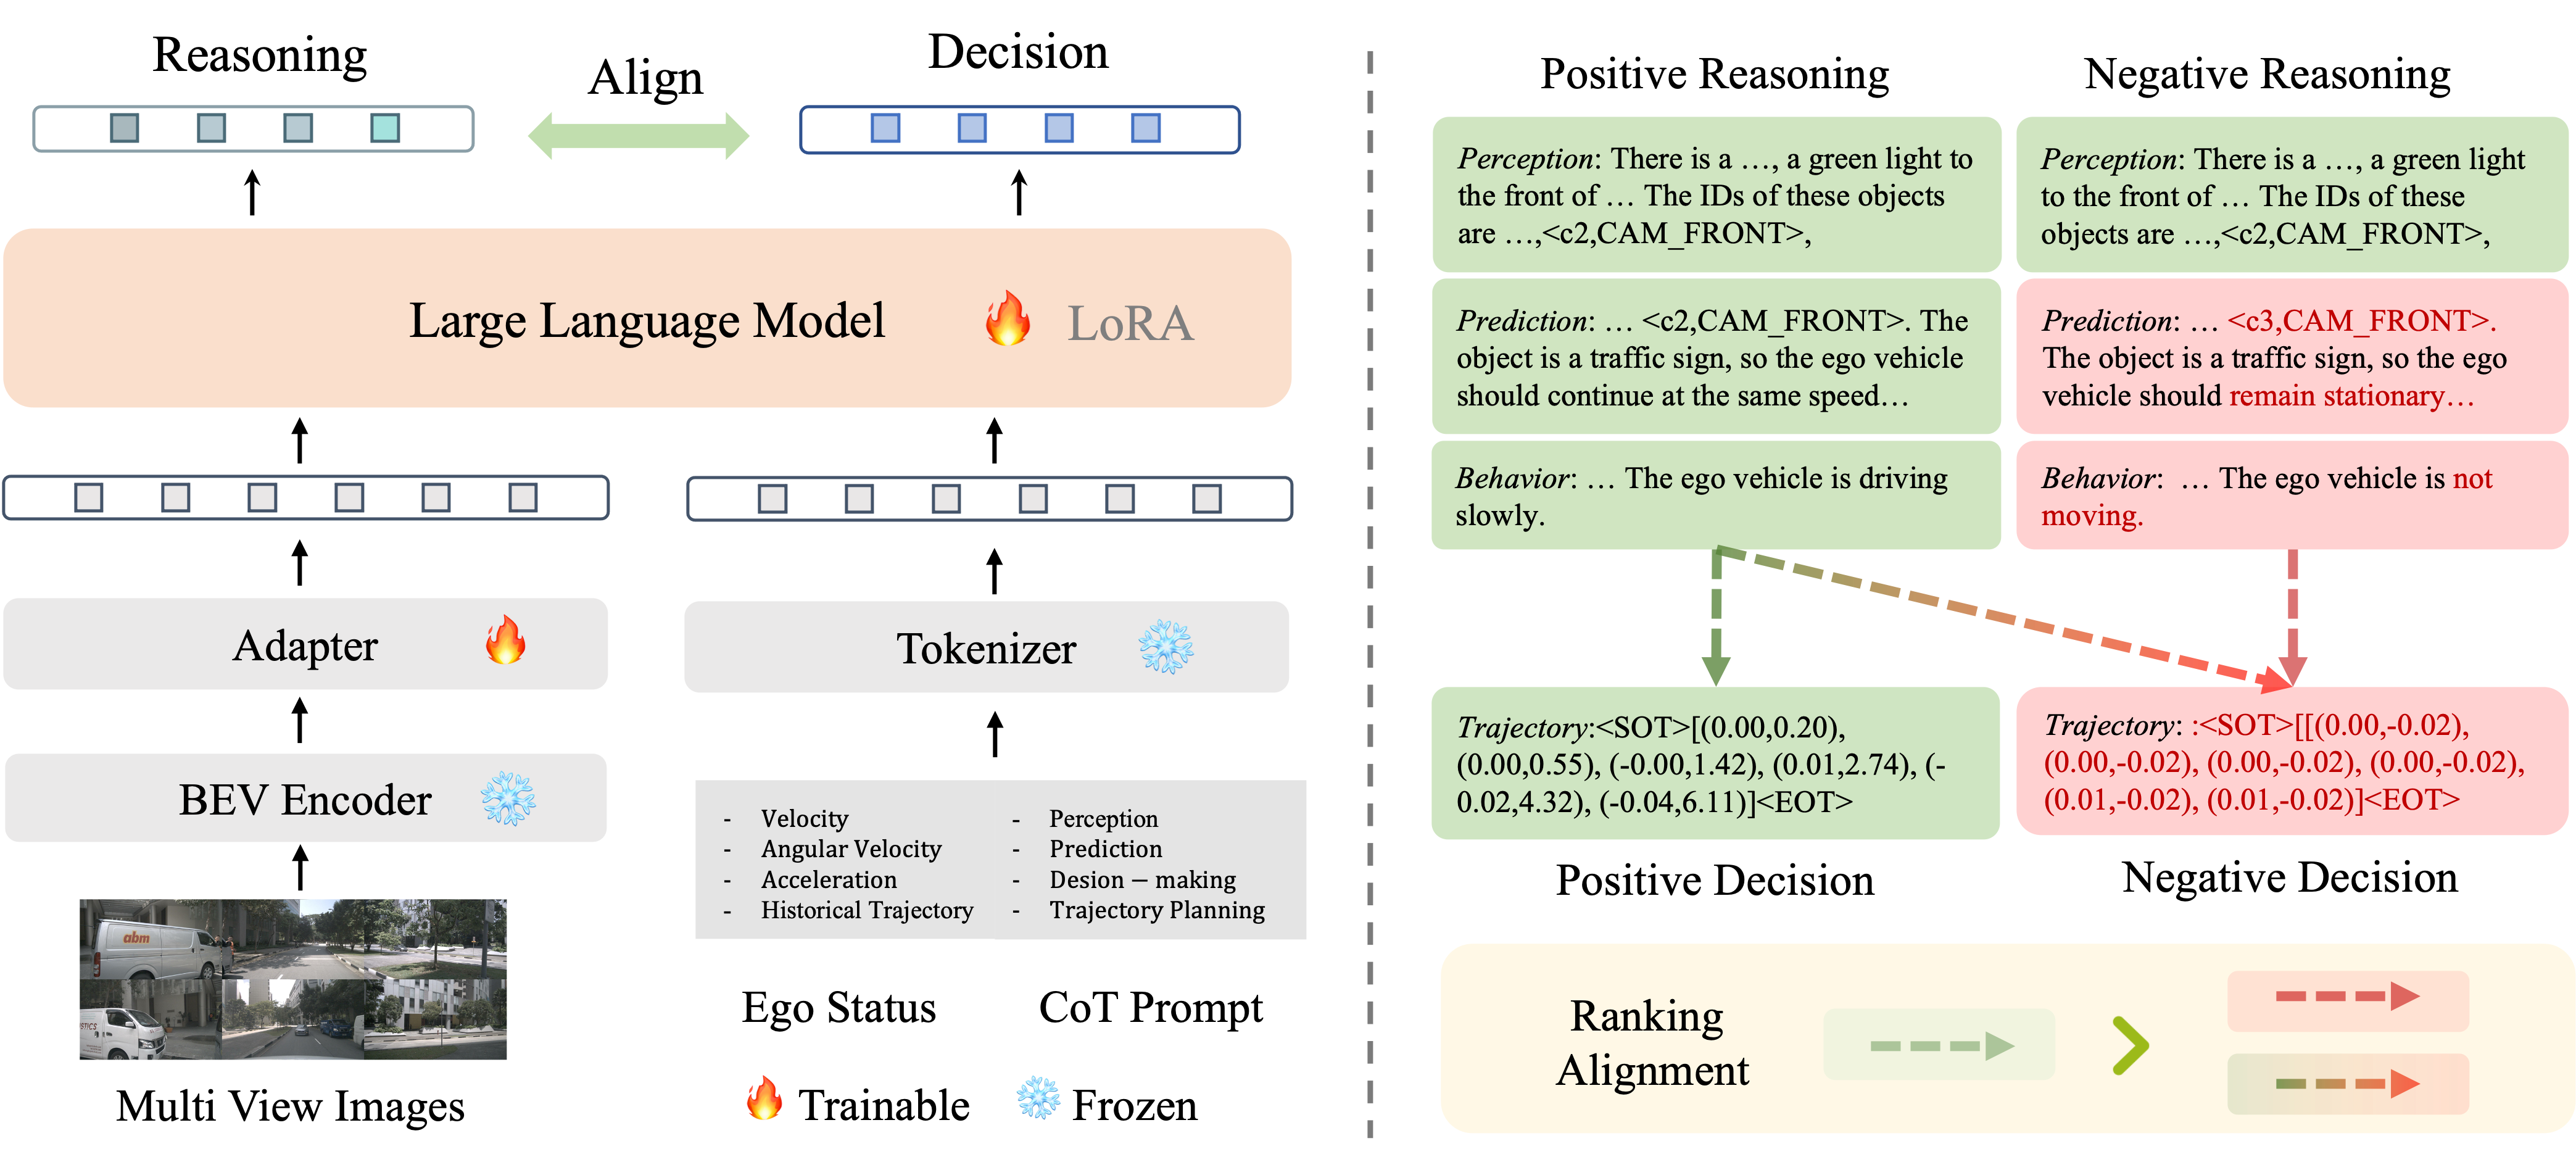 Reasoning
Align
Decision
Large Language Model
LoRA
Adapter
Tokenizer
BEV Encoder
- Velocity
- Angular Velocity
- Acceleration
- Historical Trajectory
- Perception
- Prediction
- Desion − making
- Trajectory Planning
abm
STICS
Ego Status
CoT Prompt
Multi View Images
Trainable
Frozen
Positive Reasoning
Perception: There is a …, a green light to
the front of … The IDs of these objects
are …,<c2,CAM_FRONT>,
Prediction: … <c2,CAM_FRONT>. The
object is a traffic sign, so the ego vehicle
should continue at the same speed…
Behavior: … The ego vehicle is driving
slowly.
Trajectory:<SOT>[(0.00,0.20),
(0.00,0.55), (-0.00,1.42), (0.01,2.74), (-
0.02,4.32), (-0.04,6.11)]<EOT>
Positive Decision
Negative Reasoning
Perception: There is a …, a green light
to the front of … The IDs of these
objects are …,<c2,CAM_FRONT>,
Prediction: … <c3,CAM_FRONT>.
The object is a traffic sign, so the ego
vehicle should remain stationary…
Behavior: … The ego vehicle is not
moving.
Trajectory: :<SOT>[[(0.00,-0.02),
(0.00,-0.02), (0.00,-0.02), (0.00,-0.02),
(0.01,-0.02), (0.01,-0.02)]<EOT>
Negative Decision
Ranking
Alignment
>